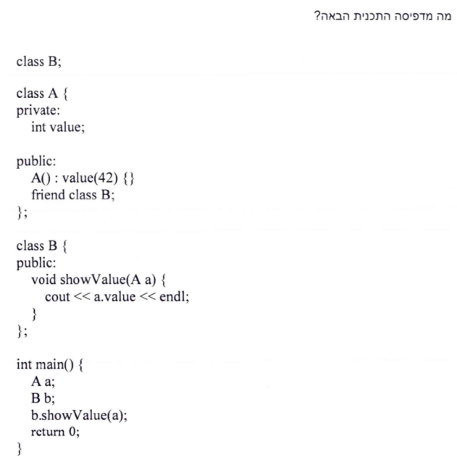 מה מדפיסה התכנית הבאה?
class B;
class A {
private:
int value;
public:
A() : value(42) {}
friend class B;
};
class B {
public:
void showValue(A a) {
cout << a.value << endl;
}
};
int main() {
A a;
B b;
b.showValue(a);
return 0;
}